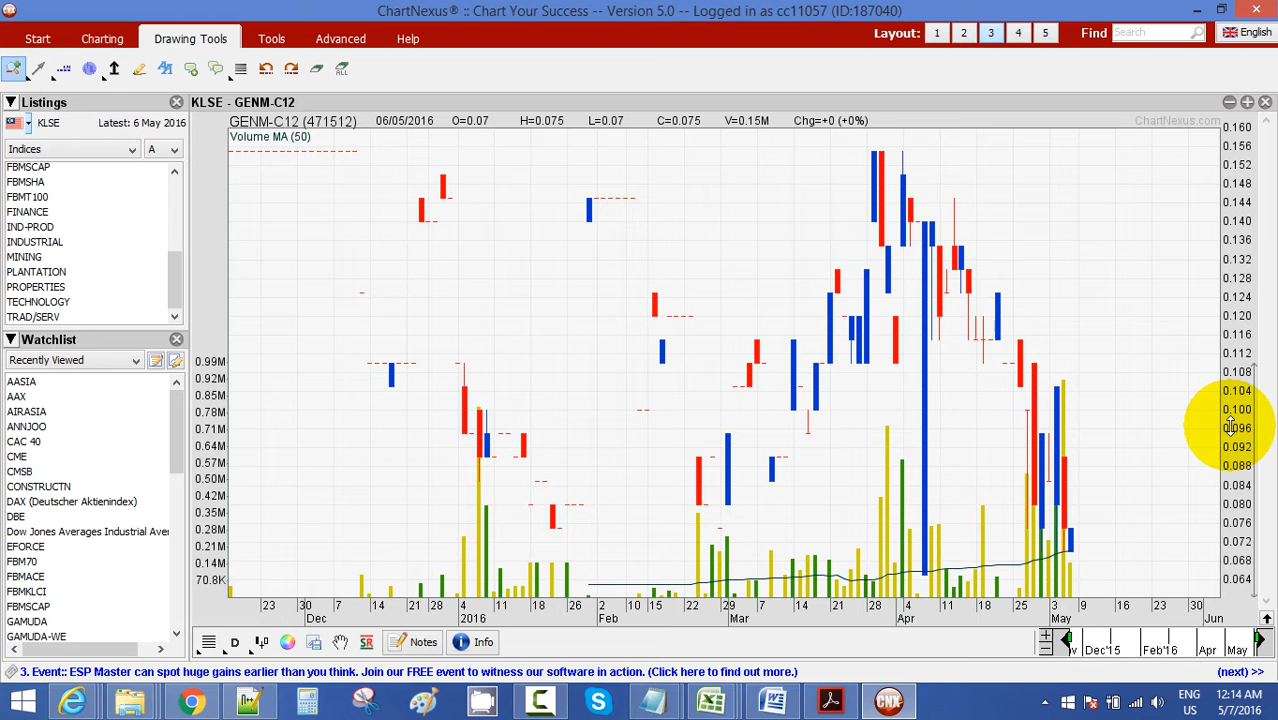 ChartNexus® :: Chart Your Success -- Version 5.0 -- Logged in as cc11057 (ID:187040)
Start Charting Drawing Tools Tools Advanced Help Layout: 1 2 3 4 5 Find Search English
ALL
Listings
KLSE Latest: 6 May 2016
Indices A
FBMSCAP
FBMSHA
FBMT100
FINANCE
IND-PROD
INDUSTRIAL
MINING
PLANTATION
PROPERTIES
TECHNOLOGY
TRAD/SERV
Watchlist
Recently Viewed
AASIA
AAX
AIRASIA
ANNJOO
CAC 40
CME
CMSB
CONSTRUCTN
DAX (Deutscher Aktienindex)
DBE
Dow Jones Averages Industrial Aver
EFORCE
FBM70
FBMACE
FBMKLCI
FBMSCAP
GAMUDA
GAMUDA-WE
KLSE - GENM-C12
GENM-C12 (471512) 06/05/2016 O=0.07 H=0.075 L=0.07 C=0.075 V=0.15M Chg=+0 (+0%) ChartNexus.com
Volume MA (50)
0.160
0.156
0.152
0.148
0.144
0.140
0.136
0.132
0.128
0.124
0.120
0.116
0.112
0.108
0.104
0.100
0.096
0.092
0.088
0.084
0.080
0.076
0.072
0.068
0.064
0.99M
0.92M
0.85M
0.78M
0.71M
0.64M
0.57M
0.50M
0.42M
0.35M
0.28M
0.21M
0.14M
70.8K
23 30 7 14 21 28 4 11 18 26 2 10 15 22 29 7 14 21 28 4 11 18 25 3 9 16 23 30
Dec 2016 Feb Mar Apr May Jun
D SR Notes Info Dec'15 Feb'16 Apr May
3. Event:: ESP Master can spot huge gains earlier than you think. Join our FREE event to witness our software in action. (Click here to find out more.) (next) >>
CNX
ENG 12:14 AM
US 5/7/2016